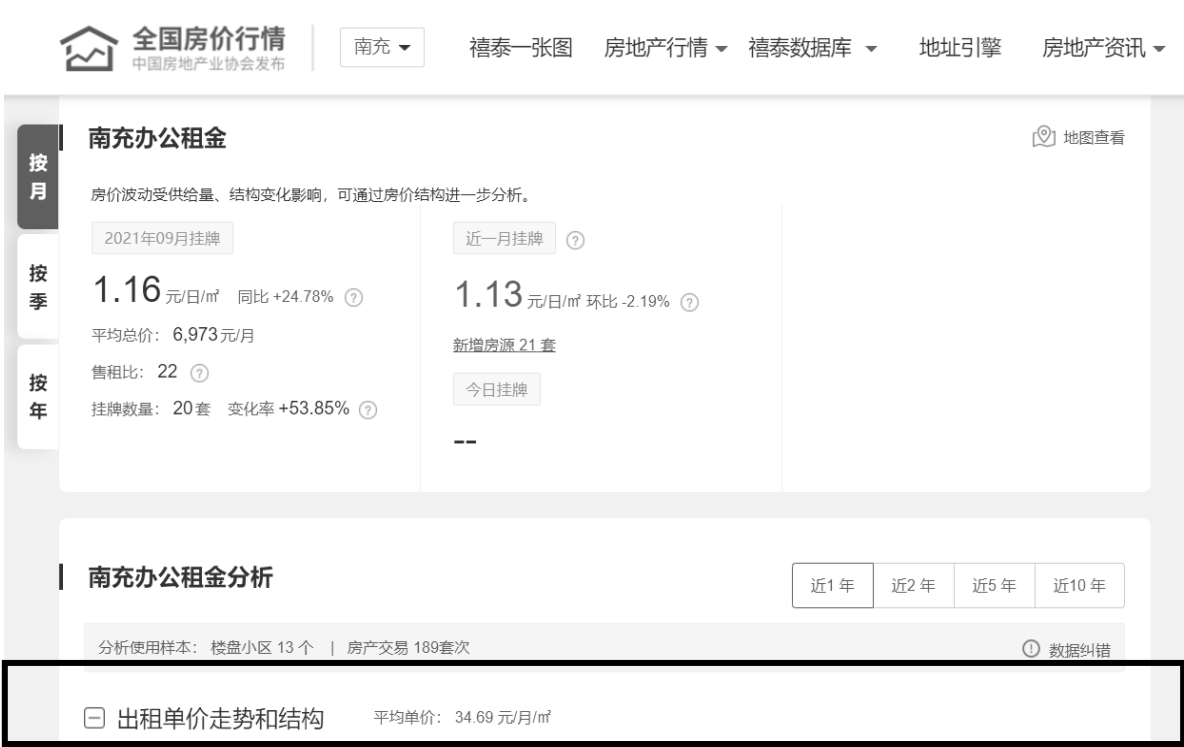 全国房价行情
中国房地产业协会发布
南充
禧泰一张图 房地产行情 禧泰数据库 地址引擎 房地产资讯
按月
按季
按年
南充办公租金
地图查看
房价波动受供给量、结构变化影响，可通过房价结构进一步分析。
2021年09月挂牌
1.16 元/日/㎡ 同比 +24.78% ?
平均总价： 6,973元/月
售租比： 22 ?
挂牌数量： 20套 变化率 +53.85% ?
近一月挂牌 ?
1.13 元/日/㎡ 环比 -2.19% ?
新增房源 21 套
今日挂牌
--
南充办公租金分析
近1 年 近2 年 近5 年 近10 年
分析使用样本： 楼盘小区 13 个 | 房产交易 189套次
数据纠错
出租单价走势和结构 平均单价： 34.69 元/月/㎡